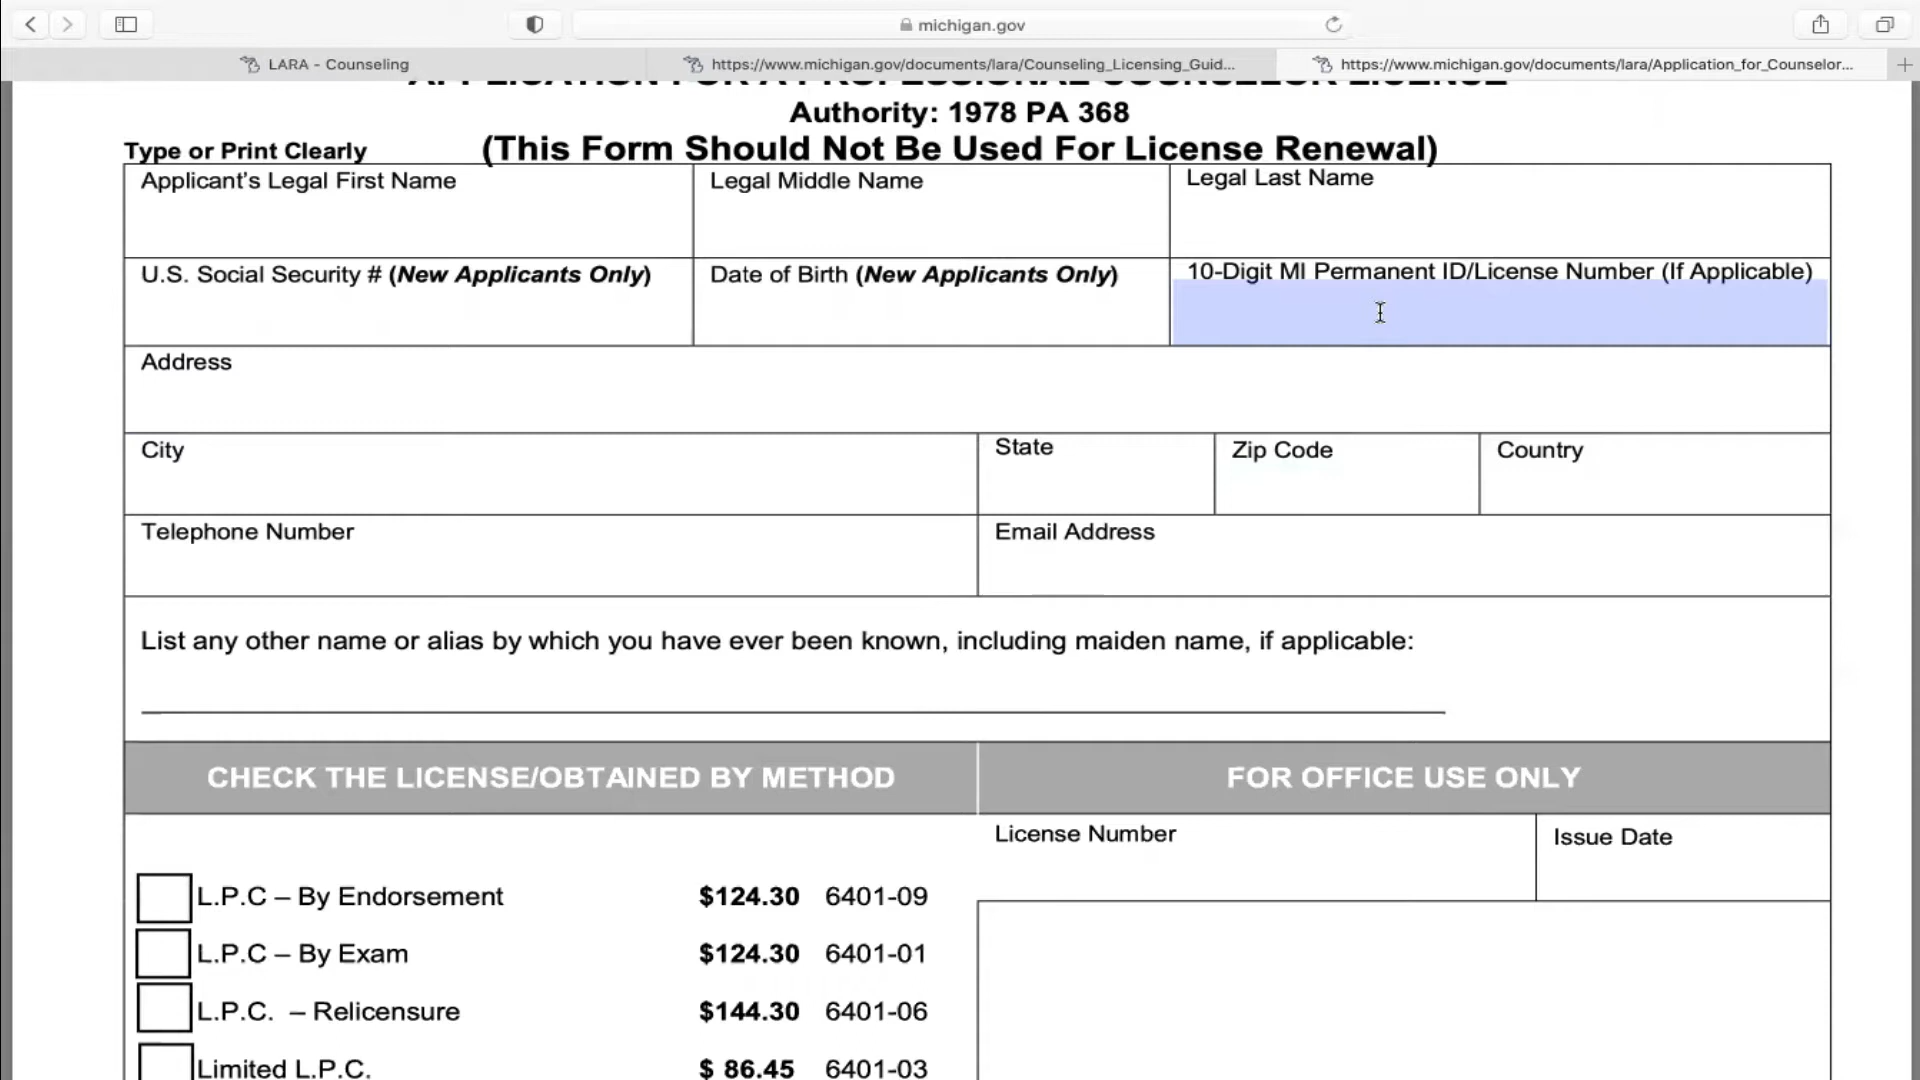 michigan.gov
LARA - Counseling
https://www.michigan.gov/documents/lara/Counseling_Licensing_Guid...
https://www.michigan.gov/documents/lara/Application_for_Counselor...
APPLICATION FOR A PROFESSIONAL COUNSELOR LICENSE
Authority: 1978 PA 368
Type or Print Clearly (This Form Should Not Be Used For License Renewal)
Applicant's Legal First Name Legal Middle Name Legal Last Name
U.S. Social Security # (New Applicants Only) Date of Birth (New Applicants Only) 10-Digit MI Permanent ID/License Number (If Applicable)
Address
City State Zip Code Country
Telephone Number Email Address
List any other name or alias by which you have ever been known, including maiden name, if applicable:
CHECK THE LICENSE/OBTAINED BY METHOD FOR OFFICE USE ONLY
License Number Issue Date
L.P.C – By Endorsement $124.30 6401-09
L.P.C – By Exam $124.30 6401-01
L.P.C. – Relicensure $144.30 6401-06
Limited L.P.C. $ 86.45 6401-03